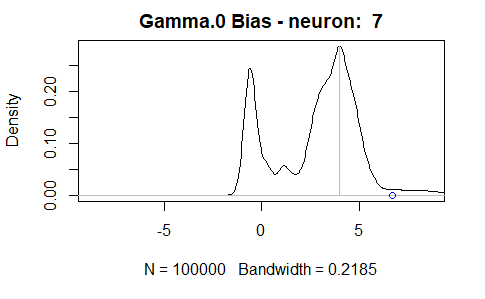 Gamma.0 Bias - neuron:  7
Density
0.20
0.10
0.00
-5
0
5
N = 100000   Bandwidth = 0.2185